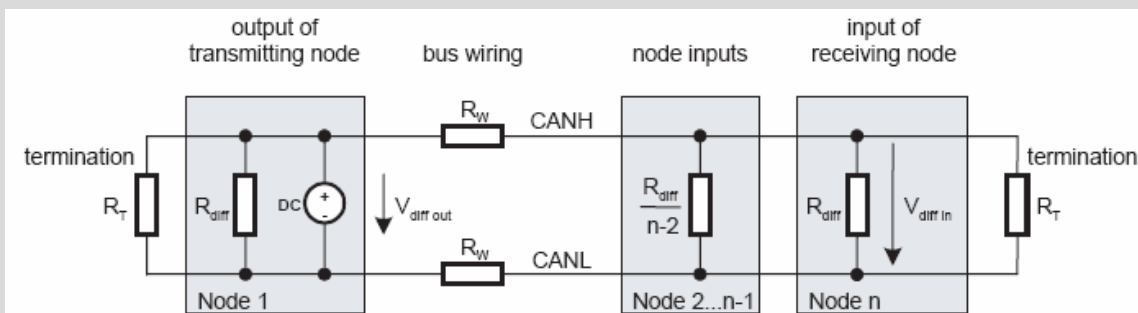 output of
transmitting node
bus wiring
node inputs
input of
receiving node
termination
R_T
R_diff
DC
+
-
V_diff out
R_W
CANH
R_W
CANL
R_diff
n-2
R_diff
V_diff in
termination
R_T
Node 1
Node 2...n-1
Node n